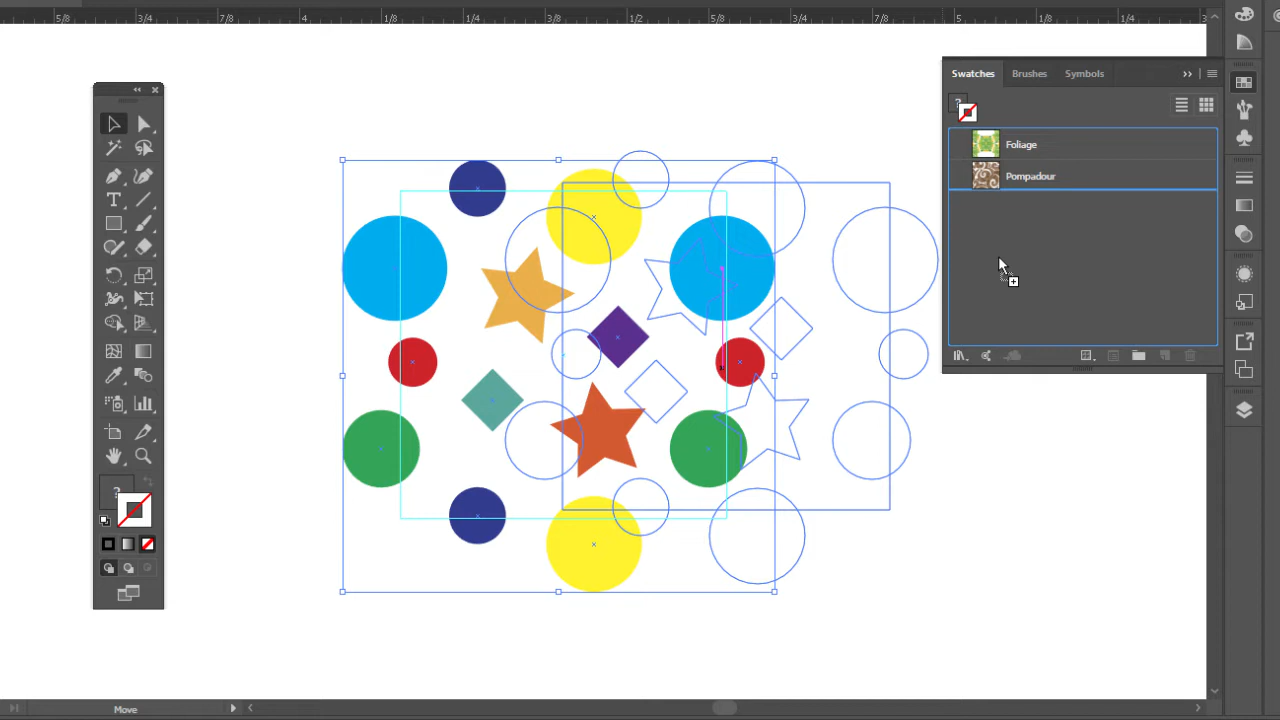 5/8 3/4 7/8 4 1/8 1/4 3/8 1/2 5/8 3/4 7/8 5 1/8 1/4
Swatches Brushes Symbols
?
Foliage
Pompadour
T
?
Move